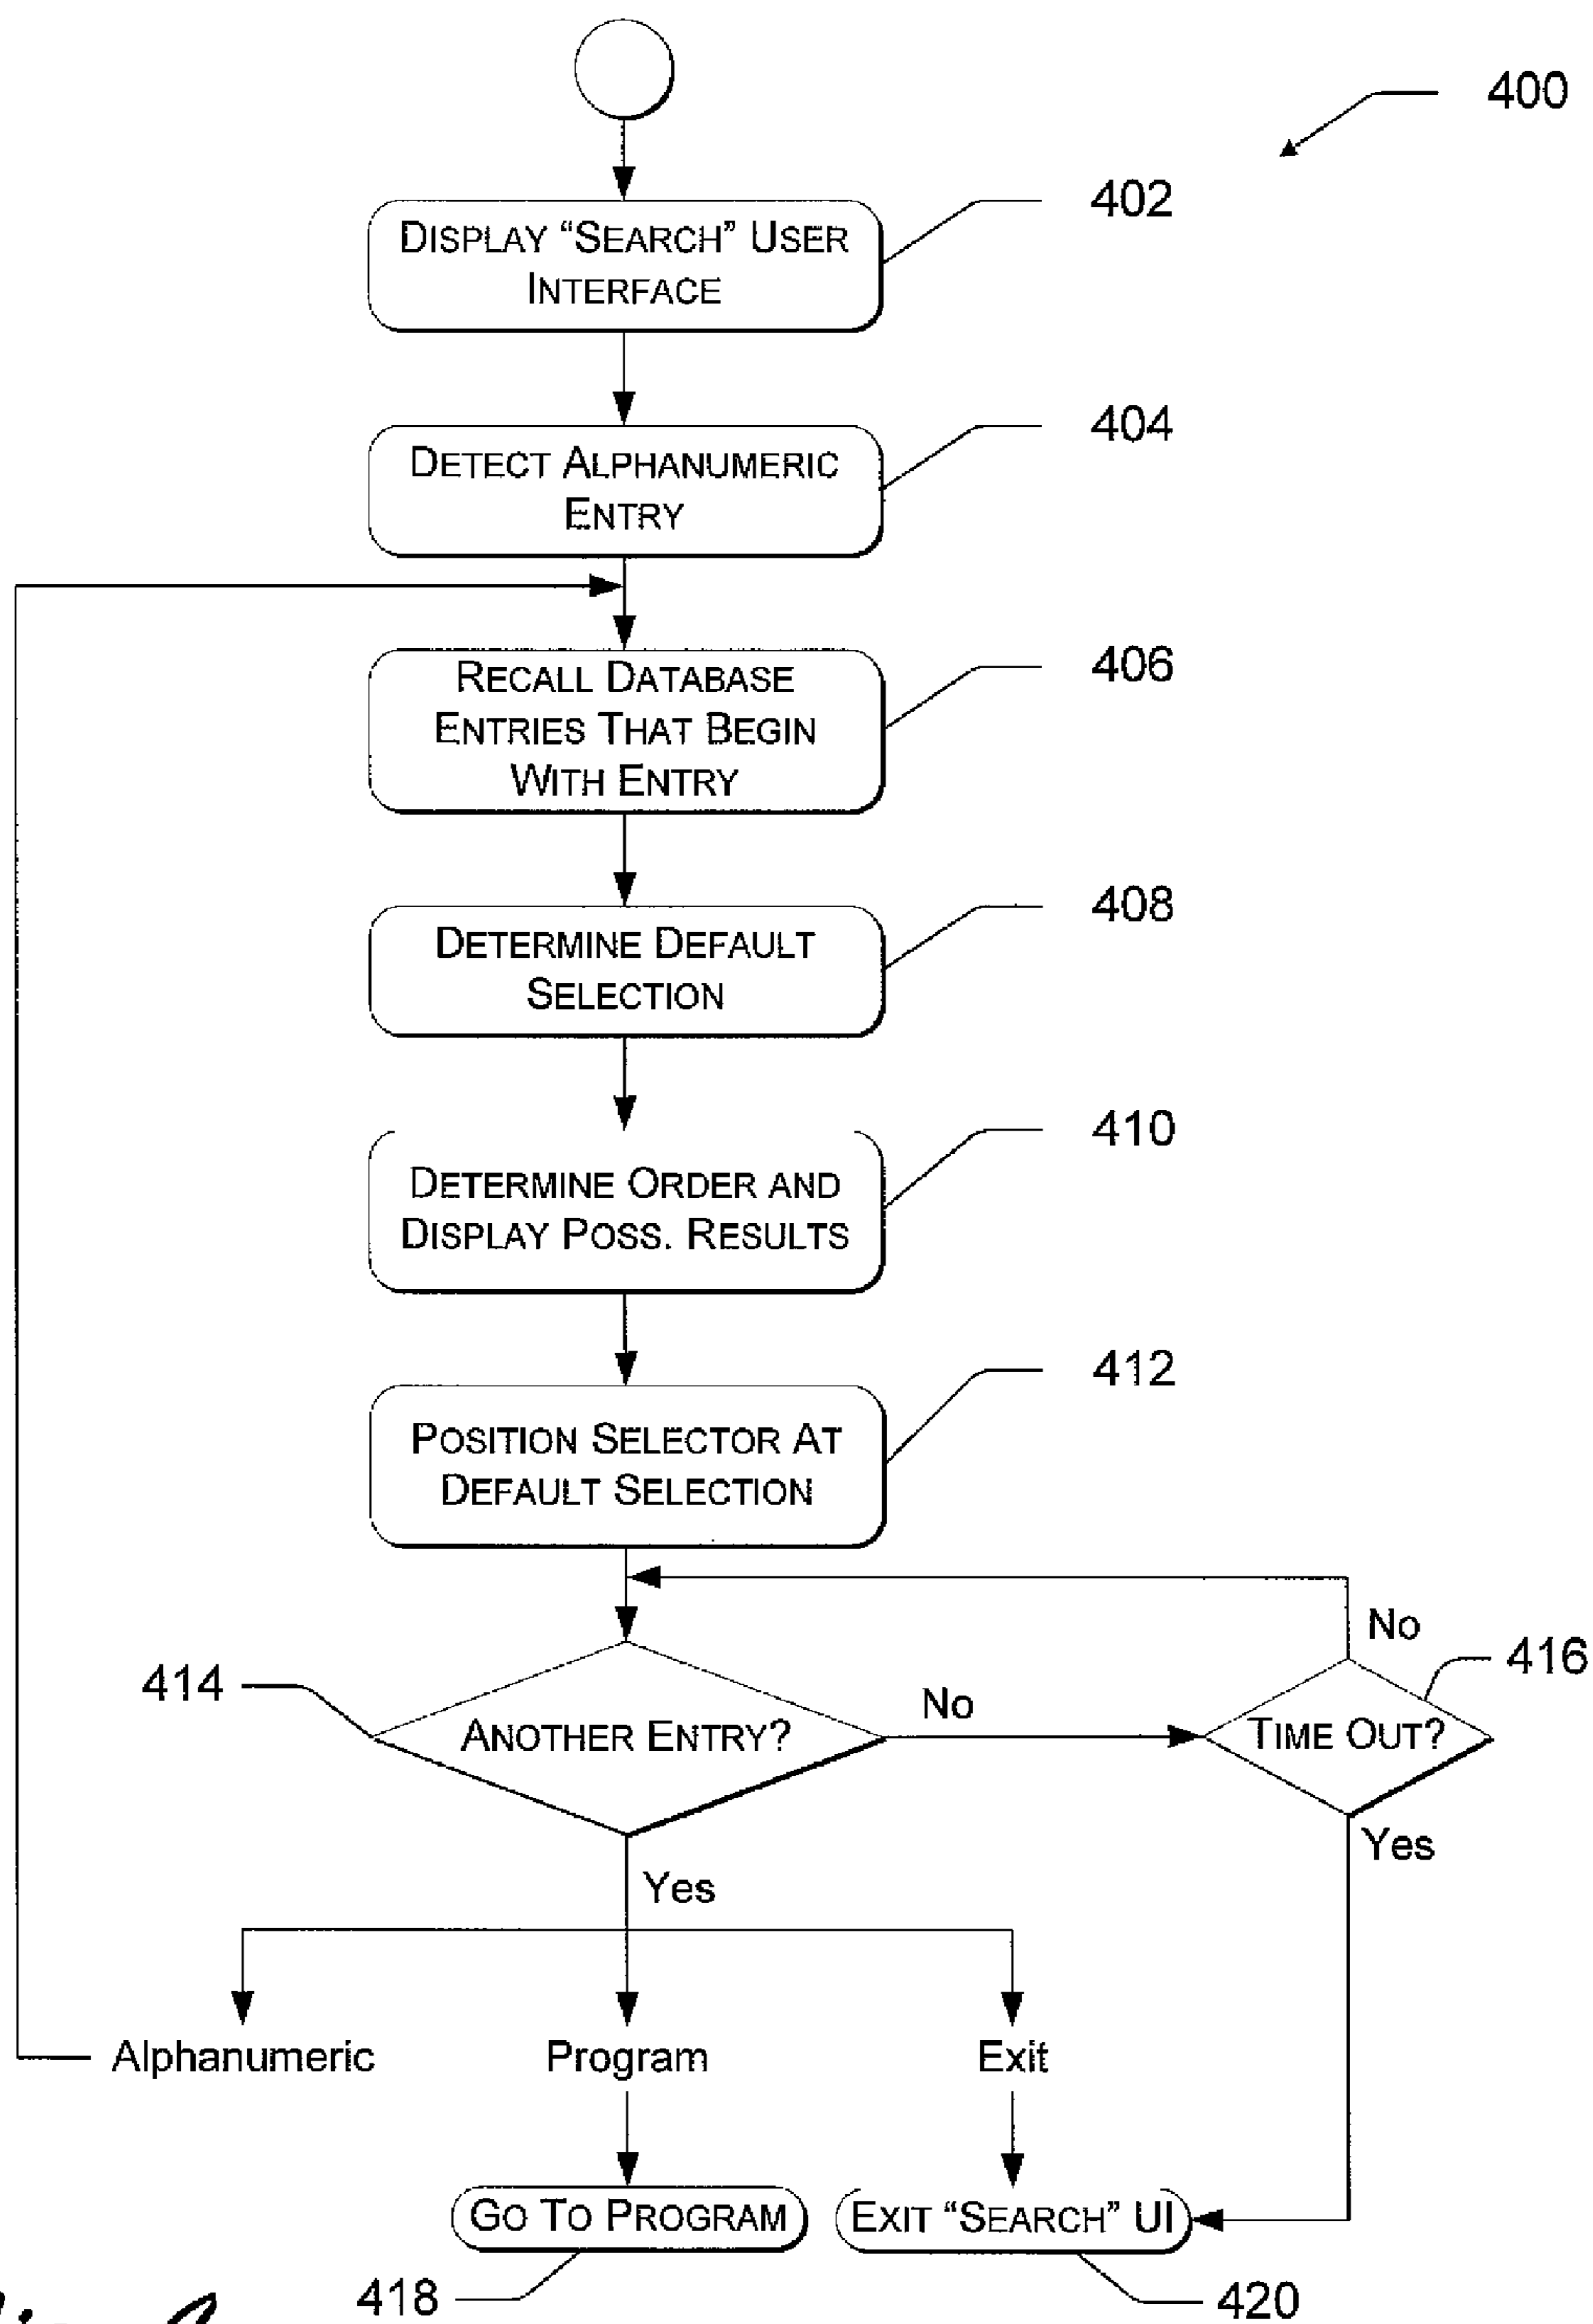 400
402
DISPLAY “SEARCH” USER
INTERFACE
404
DETECT ALPHANUMERIC
ENTRY
406
RECALL DATABASE
ENTRIES THAT BEGIN
WITH ENTRY
408
DETERMINE DEFAULT
SELECTION
410
DETERMINE ORDER AND
DISPLAY POSS. RESULTS
412
POSITION SELECTOR AT
DEFAULT SELECTION
No
416
414
No
ANOTHER ENTRY?
TIME OUT?
Yes
Yes
Alphanumeric
Program
Exit
GO TO PROGRAM
EXIT “SEARCH” UI
418
420